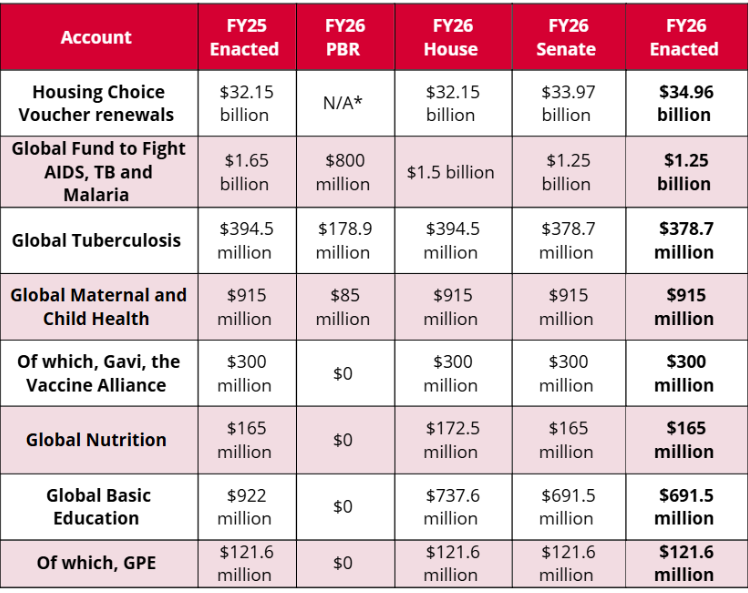 Account
FY25
Enacted
FY26
PBR
FY26
House
FY26
Senate
FY26
Enacted
Housing Choice
Voucher renewals
$32.15
billion
N/A*
$32.15
billion
$33.97
billion
$34.96
billion
Global Fund to Fight
AIDS, TB and
Malaria
$1.65
billion
$800
million
$1.5 billion
$1.25
billion
$1.25
billion
Global Tuberculosis
$394.5
million
$178.9
million
$394.5
million
$378.7
million
$378.7
million
Global Maternal and
Child Health
$915
million
$85
million
$915
million
$915
million
$915
million
Of which, Gavi, the
Vaccine Alliance
$300
million
$0
$300
million
$300
million
$300
million
Global Nutrition
$165
million
$0
$172.5
million
$165
million
$165
million
Global Basic
Education
$922
million
$0
$737.6
million
$691.5
million
$691.5
million
Of which, GPE
$121.6
million
$0
$121.6
million
$121.6
million
$121.6
million